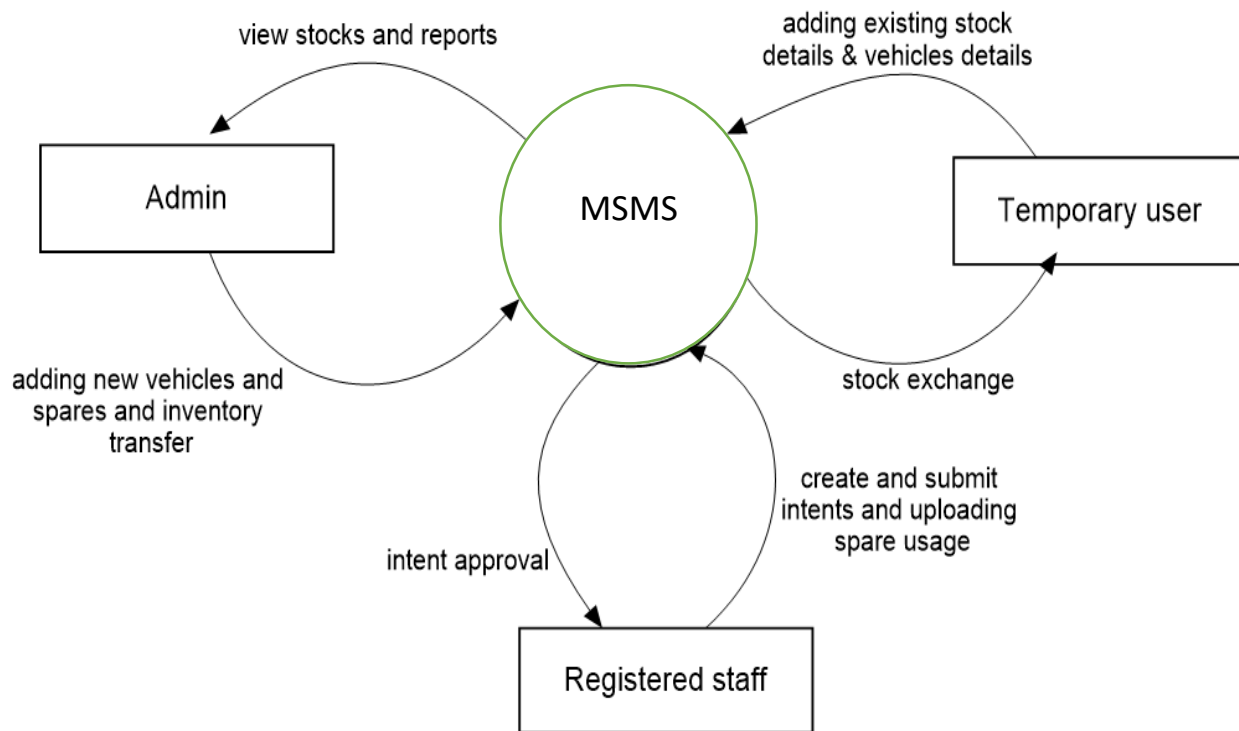 view stocks and reports
adding existing stock
details & vehicles details
Admin
MSMS
Temporary user
adding new vehicles and
spares and inventory
transfer
stock exchange
create and submit
intents and uploading
spare usage
intent approval
Registered staff